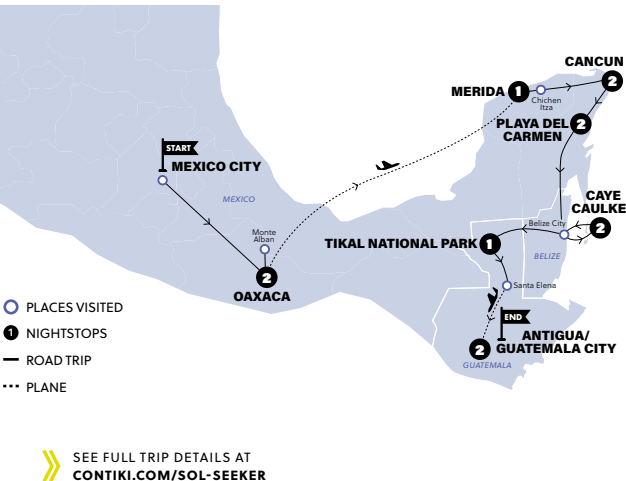 CANCUN
2
MERIDA 1
Chichen
Itza
PLAYA DEL
CARMEN
2
START
MEXICO CITY
MEXICO
CAYE
CAULKE
2
Belize City
Monte
Alban
TIKAL NATIONAL PARK 1
BELIZE
2
OAXACA
Santa Elena
END
ANTIGUA/
GUATEMALA CITY
2
GUATEMALA
PLACES VISITED
1 NIGHTSTOPS
ROAD TRIP
PLANE
SEE FULL TRIP DETAILS AT
CONTIKI.COM/SOL-SEEKER